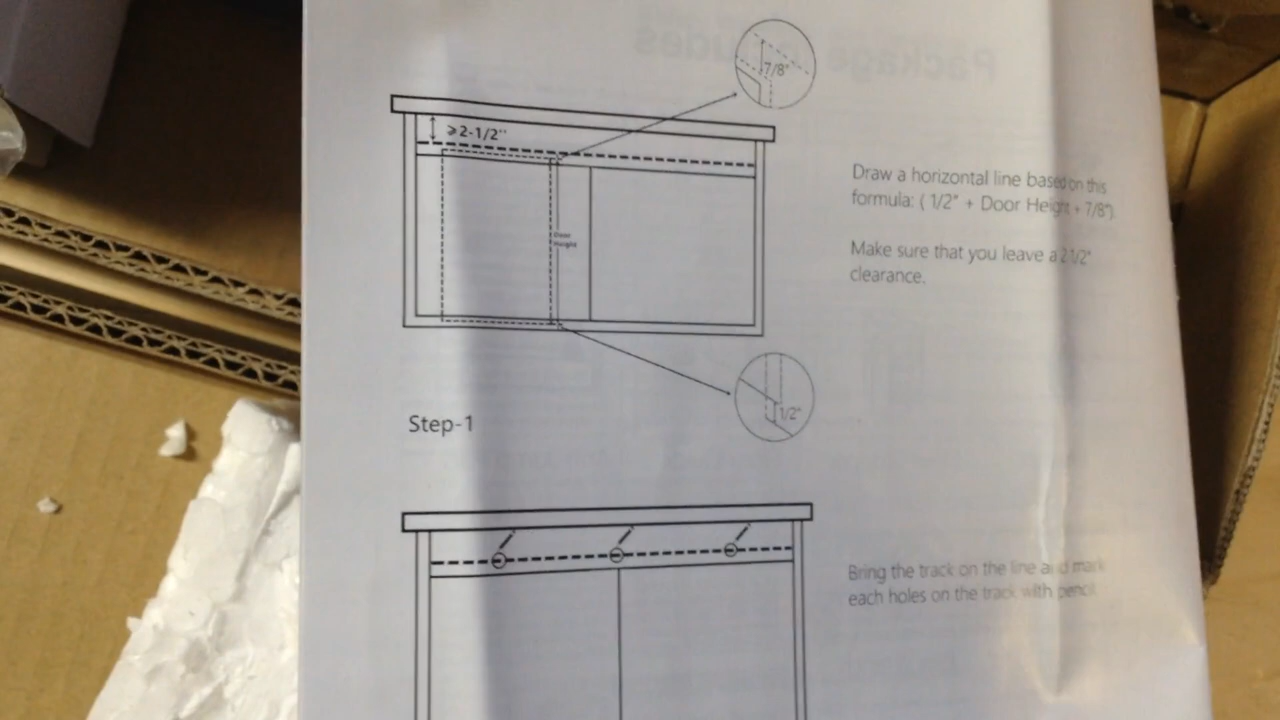 7/8"
⩾2-1/2"
Draw a horizontal line based on this
formula: ( 1/2" + Door Height + 7/8").
Door
Height
Make sure that you leave a 2 1/2"
clearance.
1/2"
Step-1
Bring the track on the line and mark
each holes on the track with pencil.